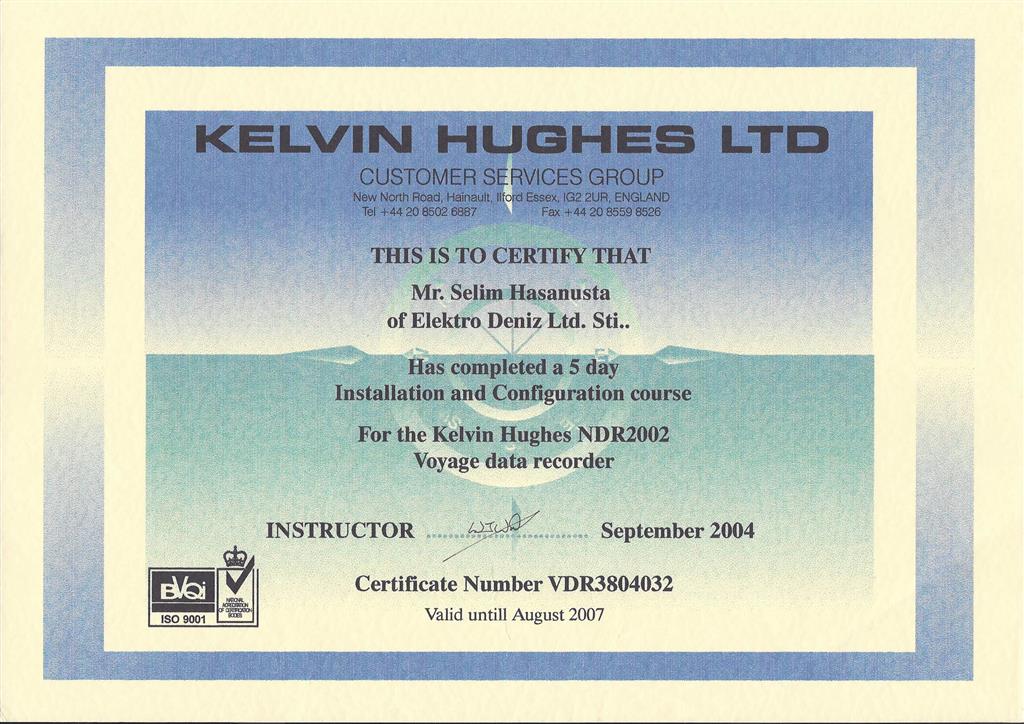 KELVIN HUGHES LTD
CUSTOMER SERVICES GROUP
New North Road, Hainault, Ilford Essex, IG2 2UR, ENGLAND
Tel +44 20 8502 6887 Fax +44 20 8559 8526
THIS IS TO CERTIFY THAT
Mr. Selim Hasanusta
of Elektro Deniz Ltd. Sti..
Has completed a 5 day
Installation and Configuration course
For the Kelvin Hughes NDR2002
Voyage data recorder
INSTRUCTOR September 2004
Certificate Number VDR3804032
Valid untill August 2007
BVQi
ISO 9001
NATIONAL
ACCREDITATION
OF CERTIFICATION
BODIES